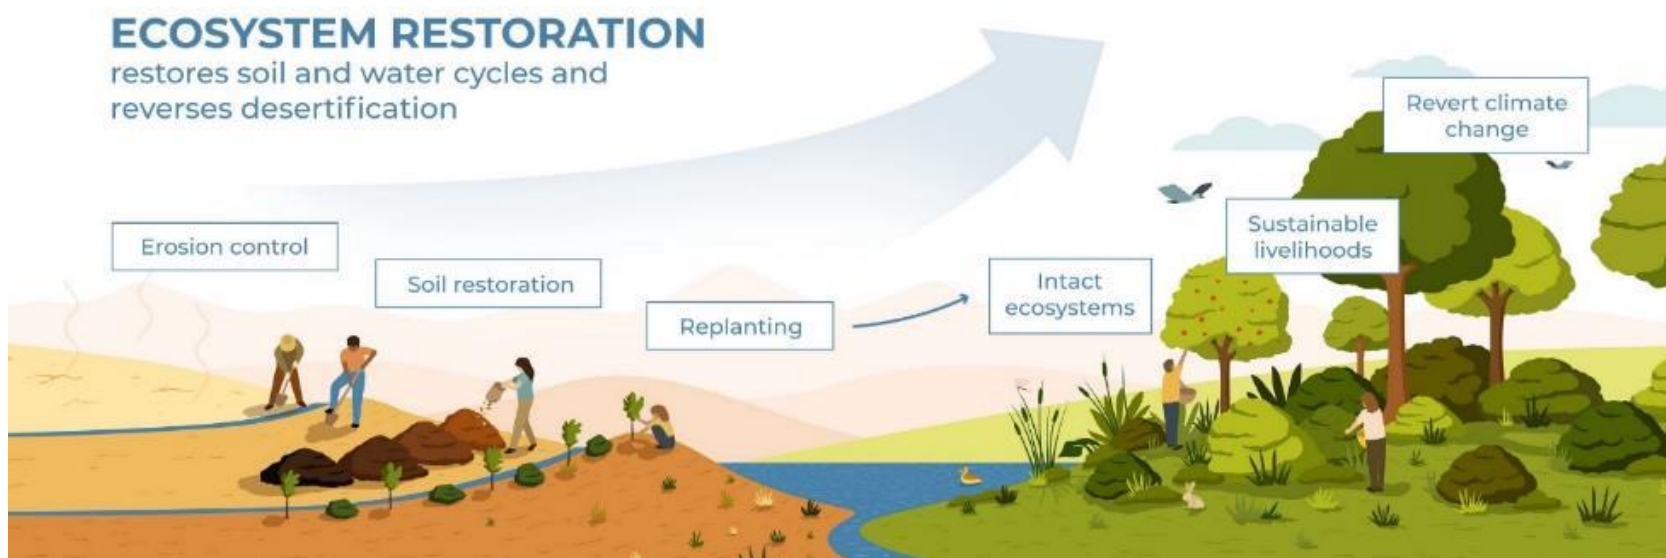 ECOSYSTEM RESTORATION
restores soil and water cycles and
reverses desertification
Erosion control
Soil restoration
Replanting
Intact
ecosystems
Sustainable
livelihoods
Revert climate
change